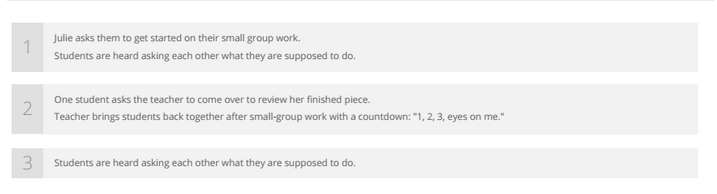 1
Julie asks them to get started on their small group work.
Students are heard asking each other what they are supposed to do.
2
One student asks the teacher to come over to review her finished piece.
Teacher brings students back together after small-group work with a countdown: "1, 2, 3, eyes on me."
3
Students are heard asking each other what they are supposed to do.